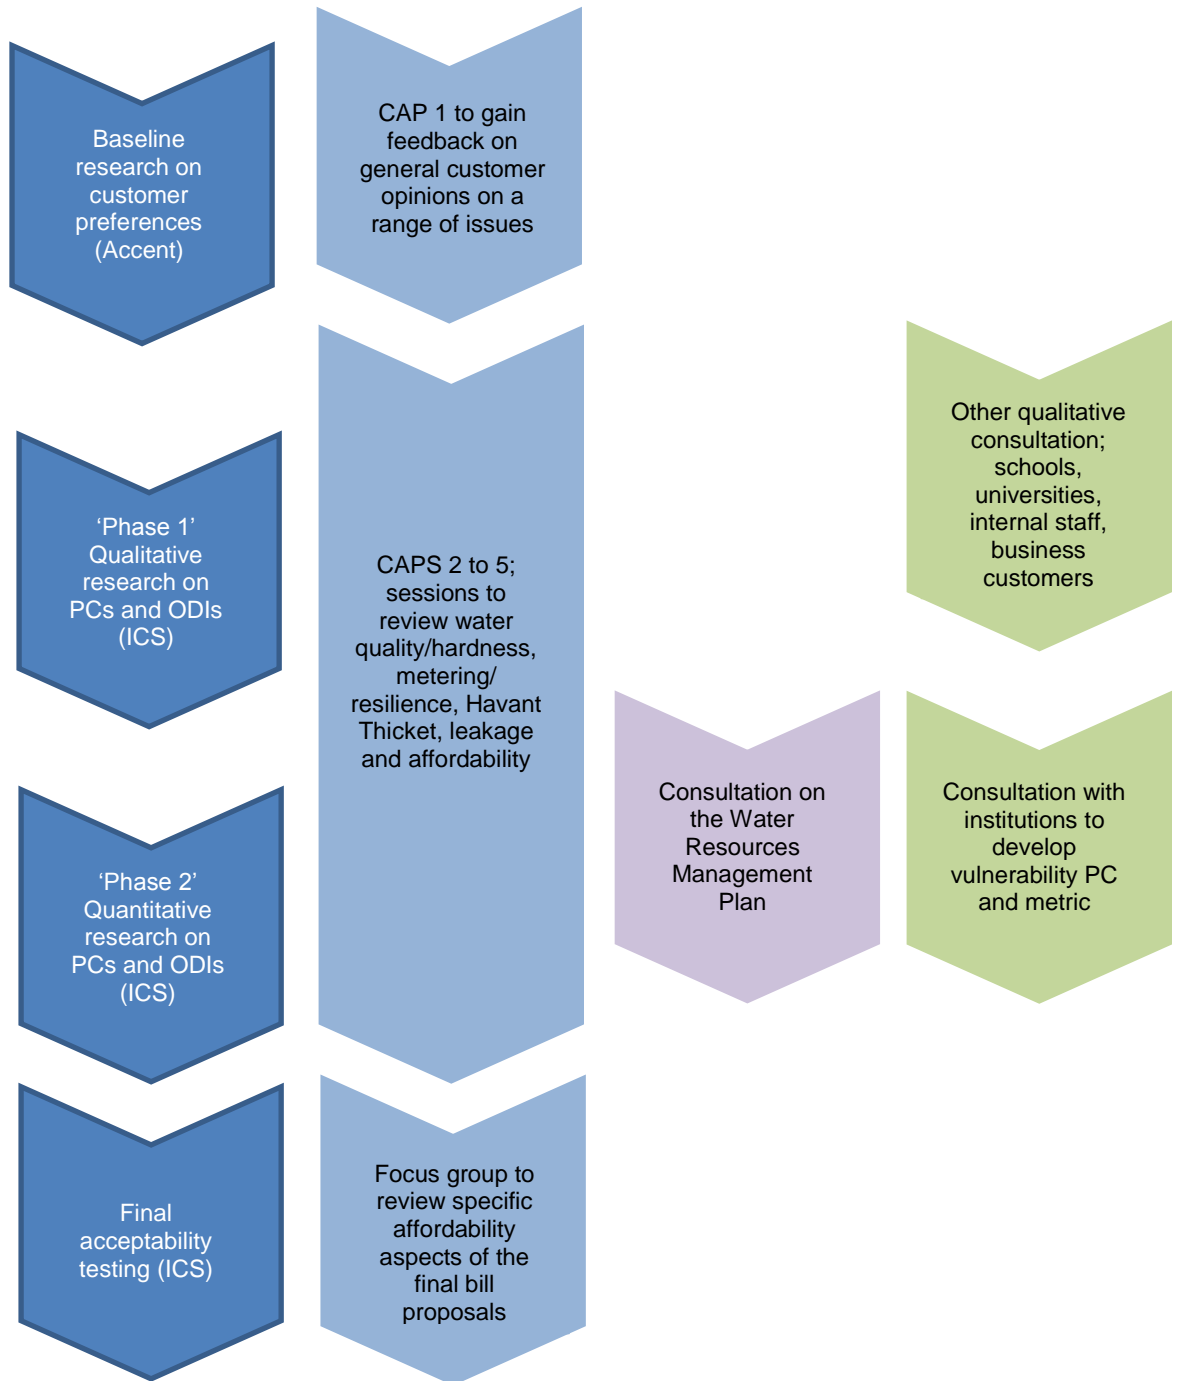 Baseline
research on
customer
preferences
(Accent)
CAP 1 to gain
feedback on
general customer
opinions on a
range of issues
‘Phase 1’
Qualitative
research on
PCs and ODIs
(ICS)
CAPS 2 to 5;
sessions to
review water
quality/hardness,
metering/
resilience, Havant
Thicket, leakage
and affordability
Other qualitative
consultation;
schools,
universities,
internal staff,
business
customers
‘Phase 2’
Quantitative
research on
PCs and ODIs
(ICS)
Consultation on
the Water
Resources
Management
Plan
Consultation with
institutions to
develop
vulnerability PC
and metric
Final
acceptability
testing (ICS)
Focus group to
review specific
affordability
aspects of the
final bill
proposals